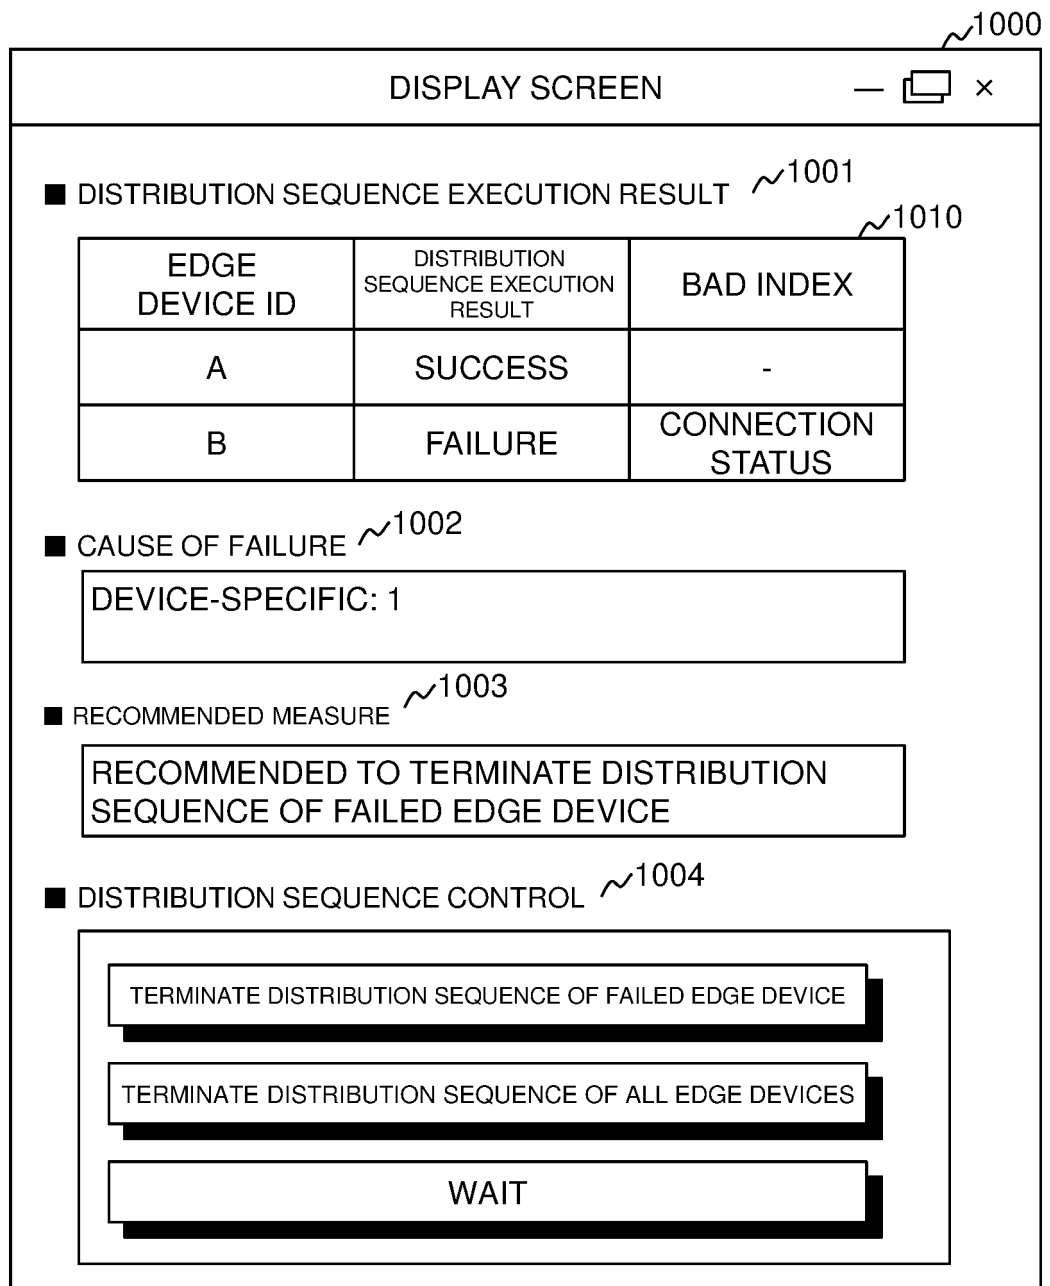 1000
DISPLAY SCREEN
■ DISTRIBUTION SEQUENCE EXECUTION RESULT
1001
1010
EDGE
DEVICE ID
DISTRIBUTION
SEQUENCE EXECUTION
RESULT
BAD INDEX
A
SUCCESS
-
B
FAILURE
CONNECTION
STATUS
■ CAUSE OF FAILURE
1002
DEVICE-SPECIFIC: 1
■ RECOMMENDED MEASURE
1003
RECOMMENDED TO TERMINATE DISTRIBUTION
SEQUENCE OF FAILED EDGE DEVICE
■ DISTRIBUTION SEQUENCE CONTROL
1004
TERMINATE DISTRIBUTION SEQUENCE OF FAILED EDGE DEVICE
TERMINATE DISTRIBUTION SEQUENCE OF ALL EDGE DEVICES
WAIT